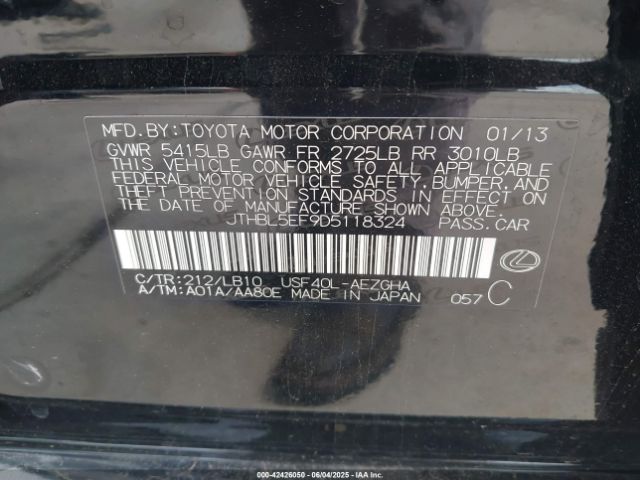 MFD.BY:TOYOTA MOTOR CORPORATION 01/13
GVWR 5415LB GAWR FR 2725LB RR 3010LB
THIS VEHICLE CONFORMS TO ALL APPLICABLE
FEDERAL MOTOR VEHICLE SAFETY,BUMPER,AND
THEFT PREVENTION STANDARDS IN EFFECT ON
THE DATE OF MANUFACTURE SHOWN ABOVE.
JTHBL5EF9D5118324 PASS.CAR
C/TR:212/LB10 USF40L-AEZGHA
A/TM:A01A/AA80E MADE IN JAPAN 057 C
000-42426050 - 06/04/2025 - IAAI.COM